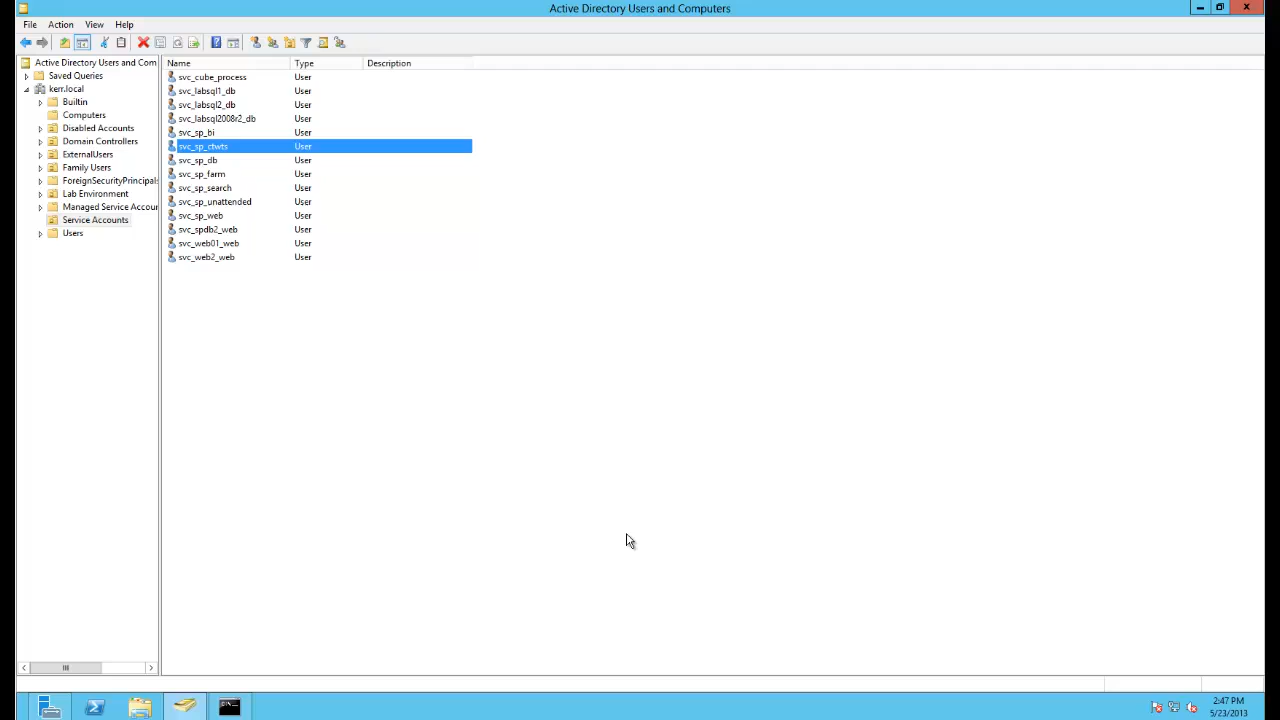 Active Directory Users and Computers
File Action View Help
Active Directory Users and Com
Saved Queries
kerr.local
Builtin
Computers
Disabled Accounts
Domain Controllers
ExternalUsers
Family Users
ForeignSecurityPrincipals
Lab Environment
Managed Service Accour
Service Accounts
Users
Name Type Description
svc_cube_process User
svc_labsql1_db User
svc_labsql2_db User
svc_labsql2008r2_db User
svc_sp_bi User
svc_sp_ctwts User
svc_sp_db User
svc_sp_farm User
svc_sp_search User
svc_sp_unattended User
svc_sp_web User
svc_spdb2_web User
svc_web01_web User
svc_web2_web User
2:47 PM
5/23/2013